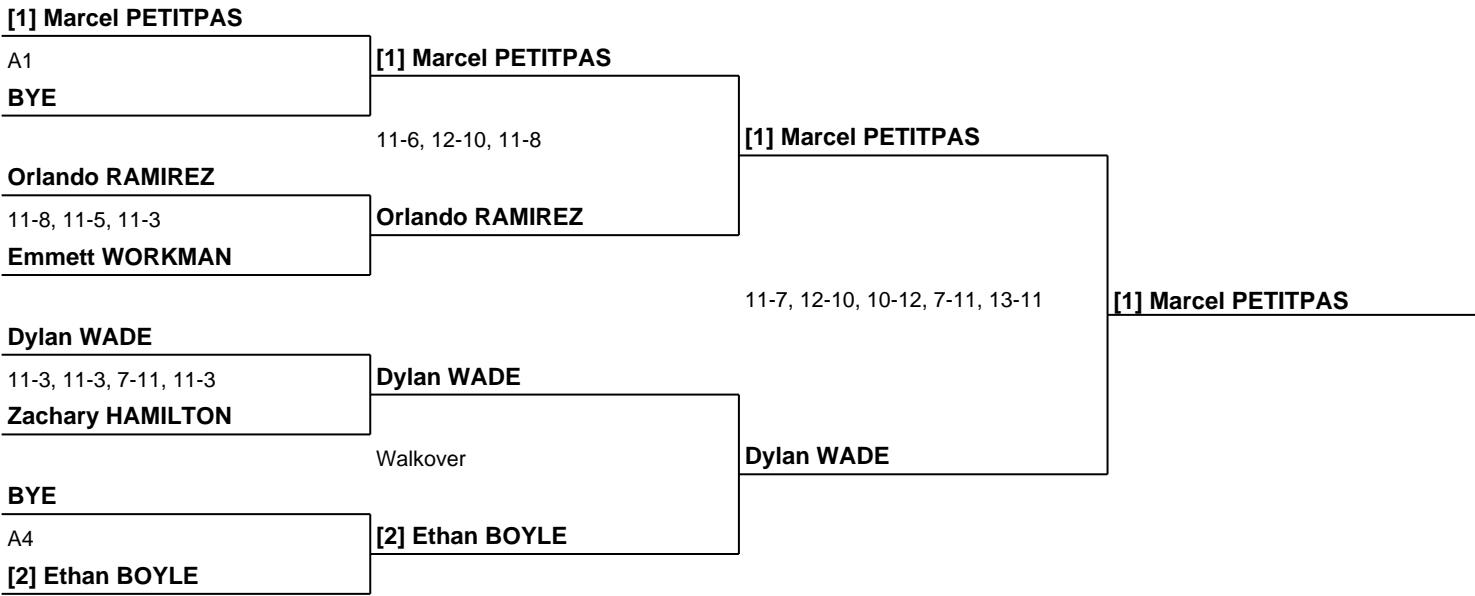 [1] Marcel PETITPAS
A1
[1] Marcel PETITPAS
BYE
11-6, 12-10, 11-8
[1] Marcel PETITPAS
Orlando RAMIREZ
11-8, 11-5, 11-3
Orlando RAMIREZ
Emmett WORKMAN
11-7, 12-10, 10-12, 7-11, 13-11
[1] Marcel PETITPAS
Dylan WADE
11-3, 11-3, 7-11, 11-3
Dylan WADE
Zachary HAMILTON
Walkover
Dylan WADE
BYE
A4
[2] Ethan BOYLE
[2] Ethan BOYLE